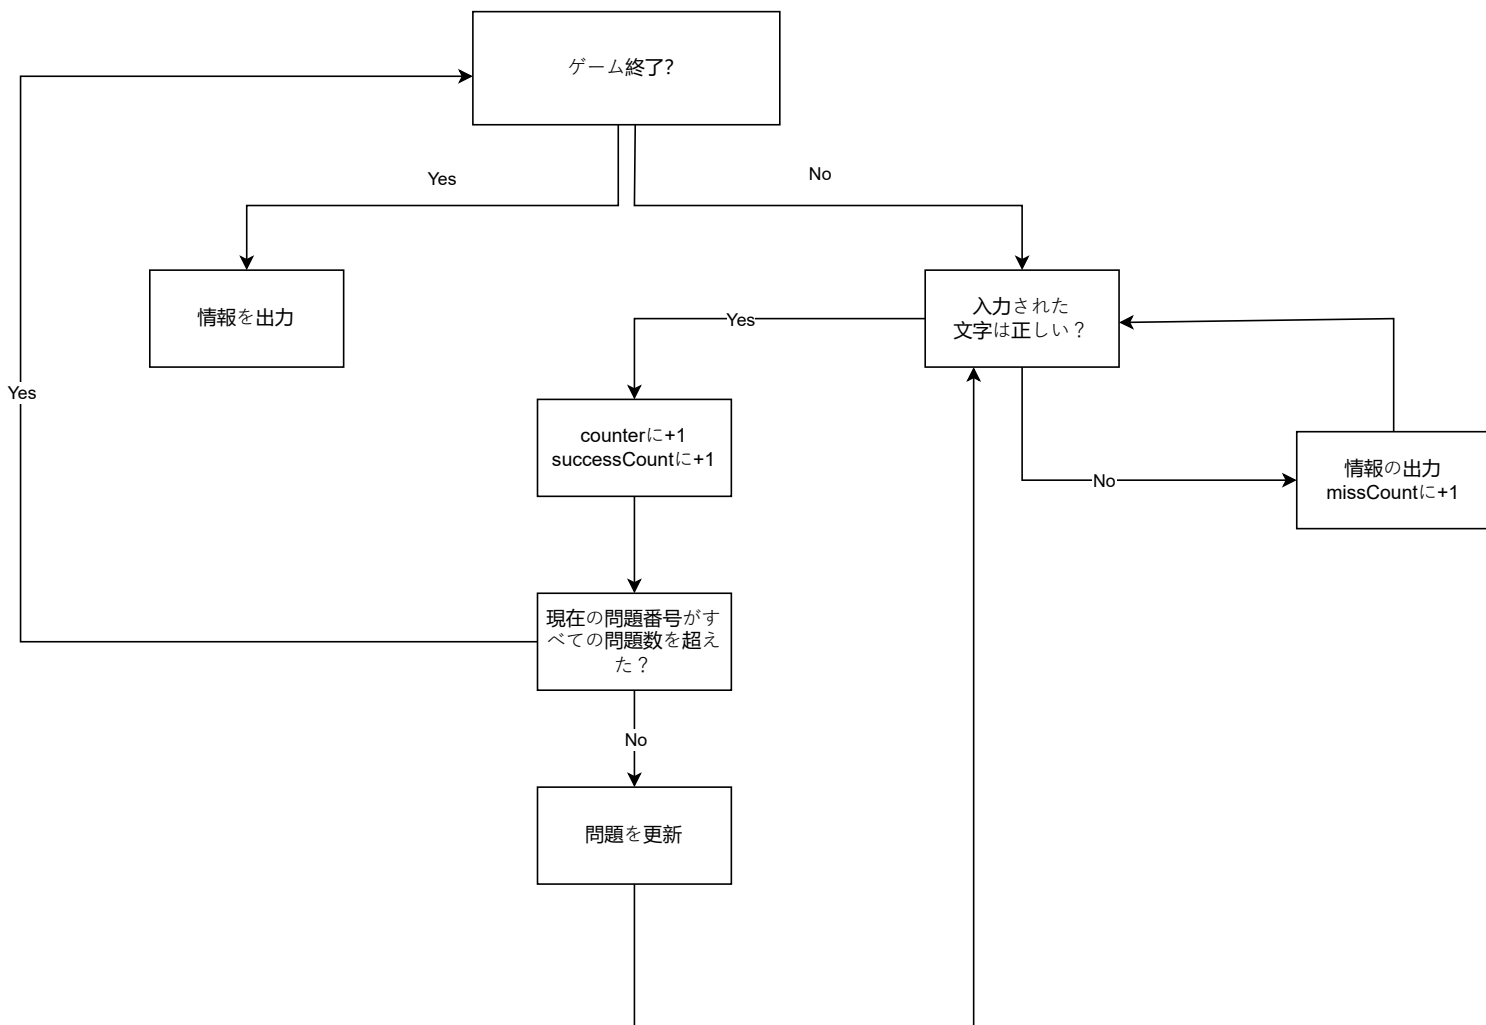 ゲーム終了?
Yes
No
情報を出力
入力された
文字は正しい？
Yes
Yes
counterに+1
successCountに+1
No
情報の出力
missCountに+1
現在の問題番号がす
べての問題数を超え
た？
No
問題を更新